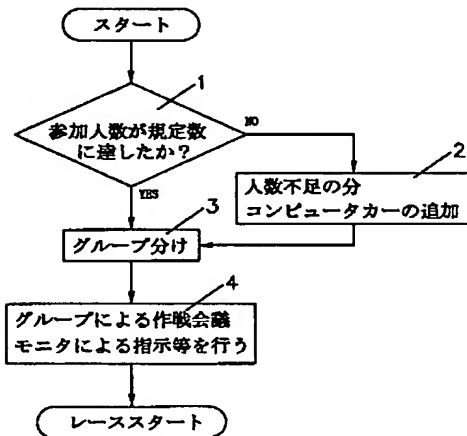 スタート
1
参加人数が規定数
に達したか?
NO
YES
2
人数不足の分
コンピュータカーの追加
3
グループ分け
4
グループによる作戦会議
モニタによる指示等を行う
レーススタート